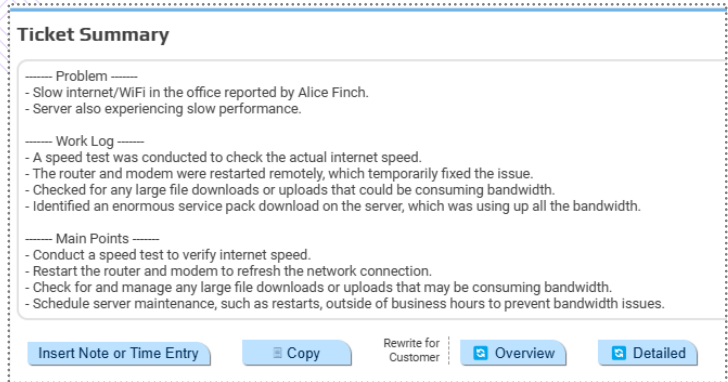 Ticket Summary
------- Problem -------
- Slow internet/WiFi in the office reported by Alice Finch.
- Server also experiencing slow performance.
------- Work Log -------
- A speed test was conducted to check the actual internet speed.
- The router and modem were restarted remotely, which temporarily fixed the issue.
- Checked for any large file downloads or uploads that could be consuming bandwidth.
- Identified an enormous service pack download on the server, which was using up all the bandwidth.
------- Main Points -------
- Conduct a speed test to verify internet speed.
- Restart the router and modem to refresh the network connection.
- Check for and manage any large file downloads or uploads that may be consuming bandwidth.
- Schedule server maintenance, such as restarts, outside of business hours to prevent bandwidth issues.
Insert Note or Time Entry
Copy
Rewrite for
Customer
Overview
Detailed